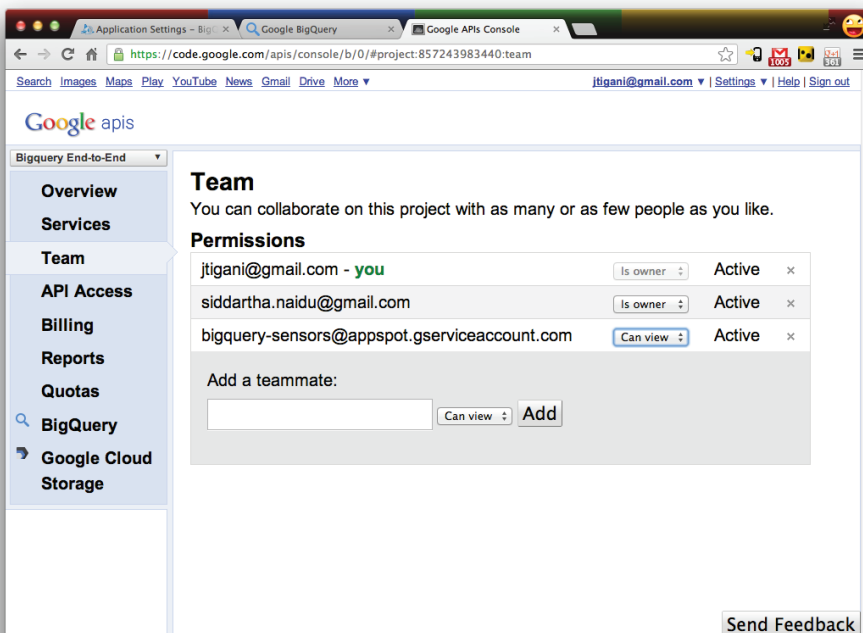 Application Settings - Big
Google BigQuery
Google APIs Console
https://code.google.com/apis/console/b/0/#project:857243983440:team
1005
361
Search Images Maps Play YouTube News Gmail Drive More ▼
jtigani@gmail.com ▼ | Settings ▼ | Help | Sign out
Google apis
Bigquery End-to-End ▼
Overview
Services
Team
API Access
Billing
Reports
Quotas
BigQuery
Google Cloud
Storage
Team
You can collaborate on this project with as many or as few people as you like.
Permissions
jtigani@gmail.com - you Is owner Active ×
siddartha.naidu@gmail.com Is owner Active ×
bigquery-sensors@appspot.gserviceaccount.com Can view Active ×
Add a teammate:
Can view Add
Send Feedback